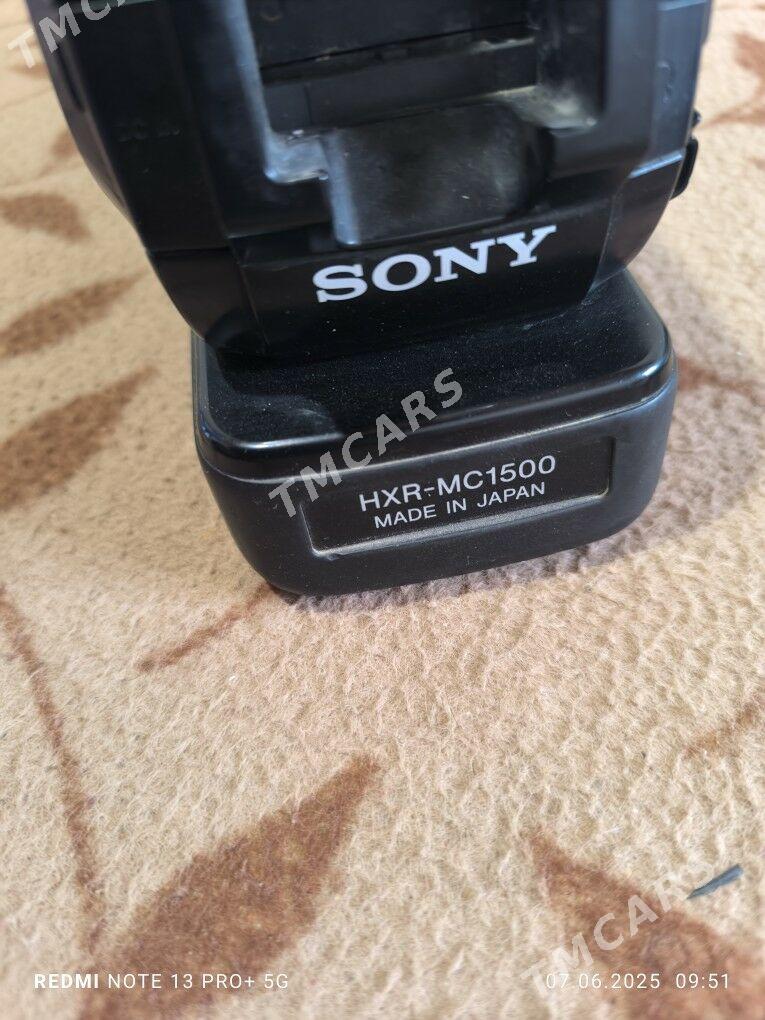 TMCARS
SONY
TMCARS
HXR-MC1500
MADE IN JAPAN
TMCARS
REDMI NOTE 13 PRO+ 5G
07.06.2025 09:51